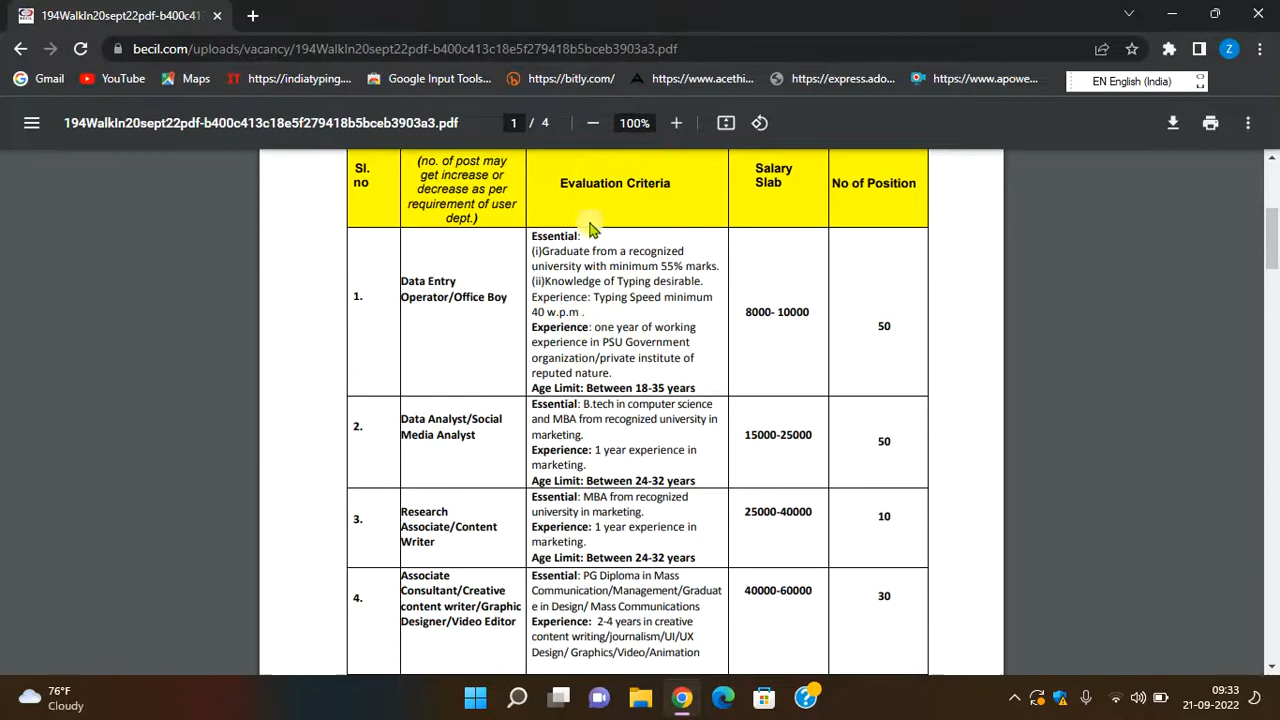 194WalkIn20sept22pdf-b400c413
becil.com/uploads/vacancy/194WalkIn20sept22pdf-b400c413c18e5f279418b5bceb3903a3.pdf
Z
Gmail
YouTube
Maps
IT
https://indiatyping....
Google Input Tools...
https://bitly.com/
https://www.acethi...
https://express.ado...
https://www.apowe...
EN English (India)
194WalkIn20sept22pdf-b400c413c18e5f279418b5bceb3903a3.pdf
1 / 4
100%
Sl.
no
(no. of post may
get increase or
decrease as per
requirement of user
dept.)
Evaluation Criteria
Salary
Slab
No of Position
1.
Data Entry
Operator/Office Boy
Essential:
(i)Graduate from a recognized
university with minimum 55% marks.
(ii)Knowledge of Typing desirable.
Experience: Typing Speed minimum
40 w.p.m .
Experience: one year of working
experience in PSU Government
organization/private institute of
reputed nature.
Age Limit: Between 18-35 years
8000- 10000
50
2.
Data Analyst/Social
Media Analyst
Essential: B.tech in computer science
and MBA from recognized university in
marketing.
Experience: 1 year experience in
marketing.
Age Limit: Between 24-32 years
15000-25000
50
3.
Research
Associate/Content
Writer
Essential: MBA from recognized
university in marketing.
Experience: 1 year experience in
marketing.
Age Limit: Between 24-32 years
25000-40000
10
4.
Associate
Consultant/Creative
content writer/Graphic
Designer/Video Editor
Essential: PG Diploma in Mass
Communication/Management/Graduat
e in Design/ Mass Communications
Experience: 2-4 years in creative
content writing/journalism/UI/UX
Design/ Graphics/Video/Animation
40000-60000
30
76°F
Cloudy
09:33
21-09-2022